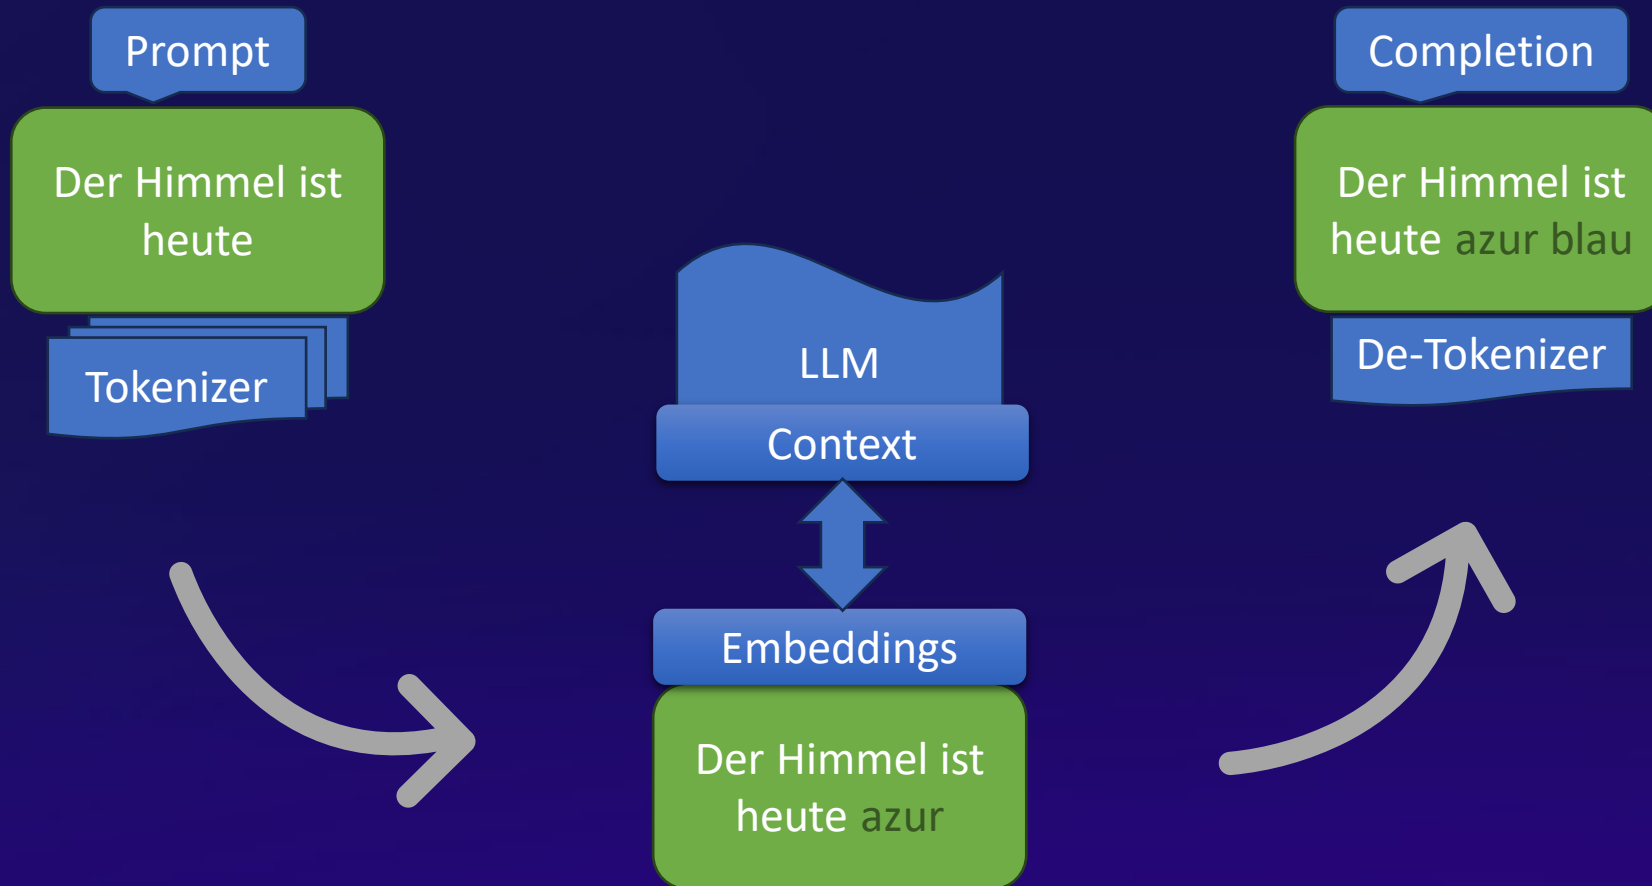 Prompt
Der Himmel ist
heute
Tokenizer
LLM
Context
Embeddings
Der Himmel ist
heute azur
Completion
Der Himmel ist
heute azur blau
De-Tokenizer